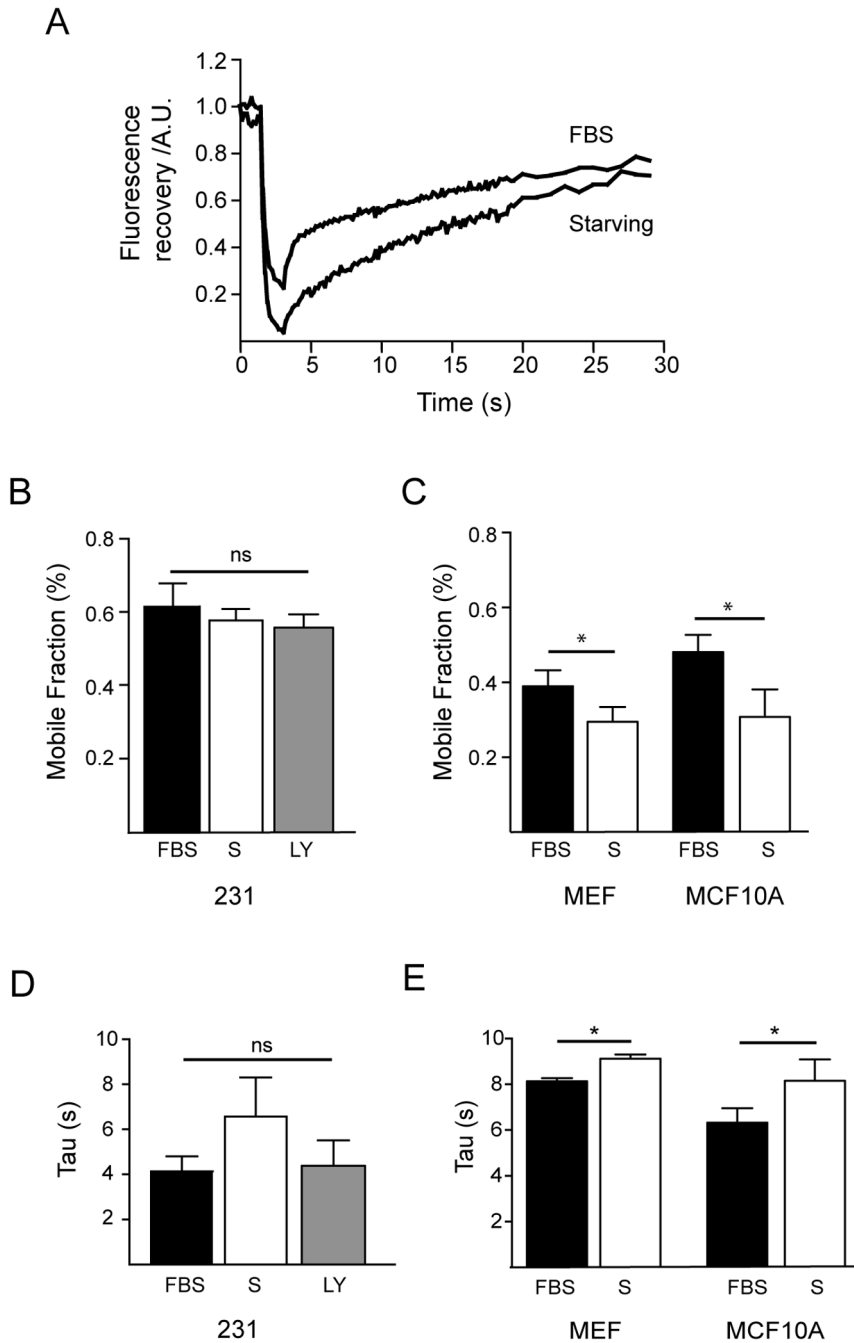 A
Fluorescence
recovery /A.U.
1.2
1.0
0.8
0.6
0.4
0.2
FBS
Starving
0 5 10 15 20 25 30
Time (s)
B
Mobile Fraction (%)
0.8
0.6
0.4
0.2
ns
FBS S LY
231
C
Mobile Fraction (%)
0.8
0.6
0.4
0.2
* *
FBS S FBS S
MEF MCF10A
D
Tau (s)
10
8
6
4
2
ns
FBS S LY
231
E
Tau (s)
10
8
6
4
2
* *
FBS S FBS S
MEF MCF10A